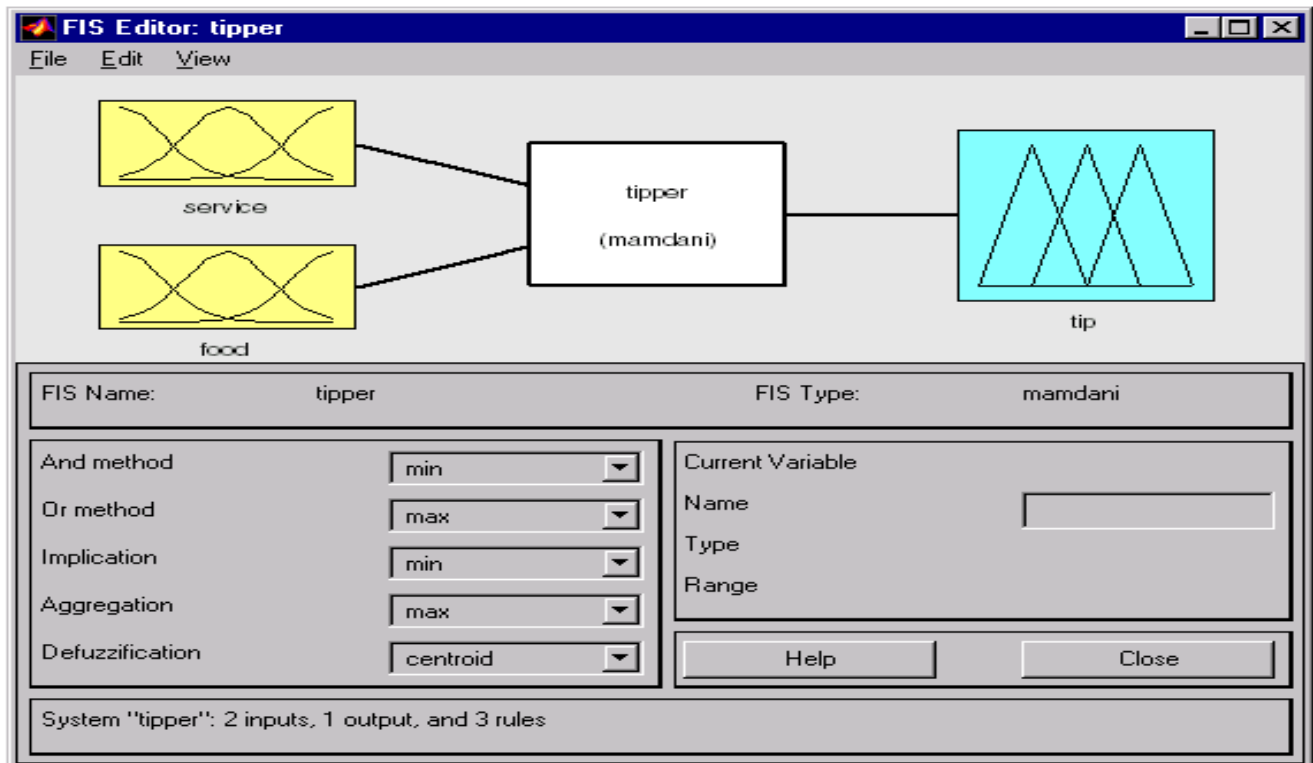 FIS Editor: tipper
File Edit View
service
food
tipper
(mamdani)
tip
FIS Name: tipper FIS Type: mamdani
And method min
Or method max
Implication min
Aggregation max
Defuzzification centroid
Current Variable
Name
Type
Range
Help Close
System "tipper": 2 inputs, 1 output, and 3 rules